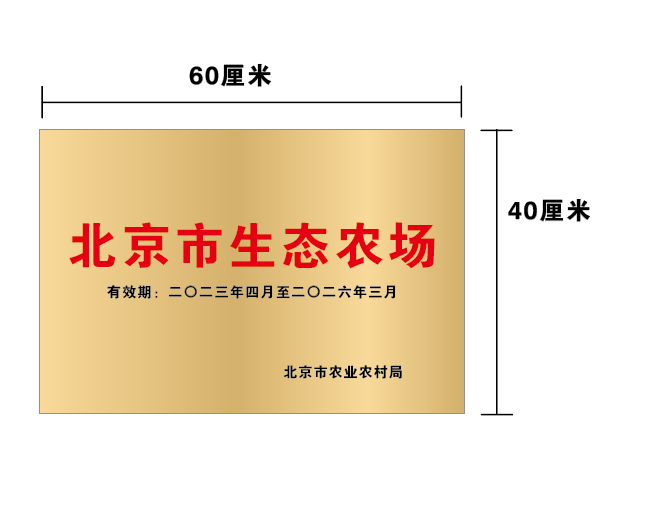 60厘米
40厘米
北京市生态农场
有效期：二〇二三年四月至二〇二六年三月
北京市农业农村局